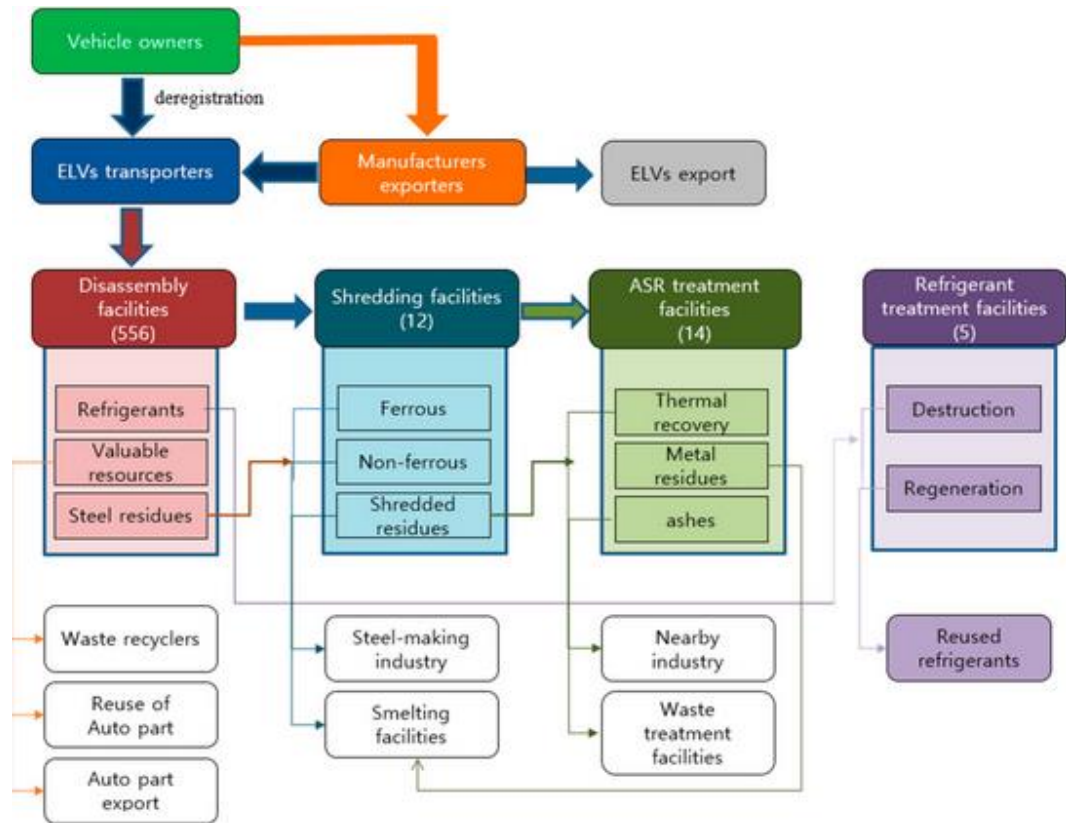 Vehicle owners
deregistration
ELVs transporters
Manufacturers
exporters
ELVs export
Disassembly
facilities
(556)
Shredding facilities
(12)
ASR treatment
facilities
(14)
Refrigerant
treatment facilities
(5)
Refrigerants
Valuable
resources
Steel residues
Ferrous
Non-ferrous
Shredded
residues
Thermal
recovery
Metal
residues
ashes
Destruction
Regeneration
Waste recyclers
Reuse of
Auto part
Auto part
export
Steel-making
industry
Smelting
facilities
Nearby
industry
Waste
treatment
facilities
Reused
refrigerants